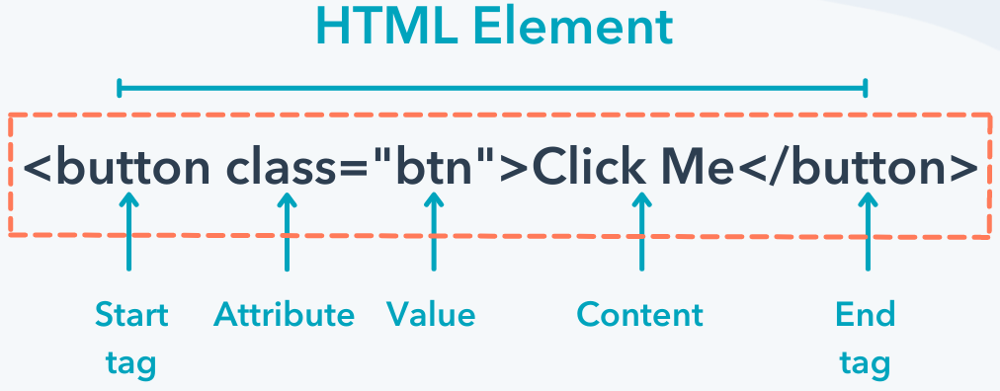 HTML Element
<button class="btn">Click Me</button>
Start Attribute Value Content End
tag tag